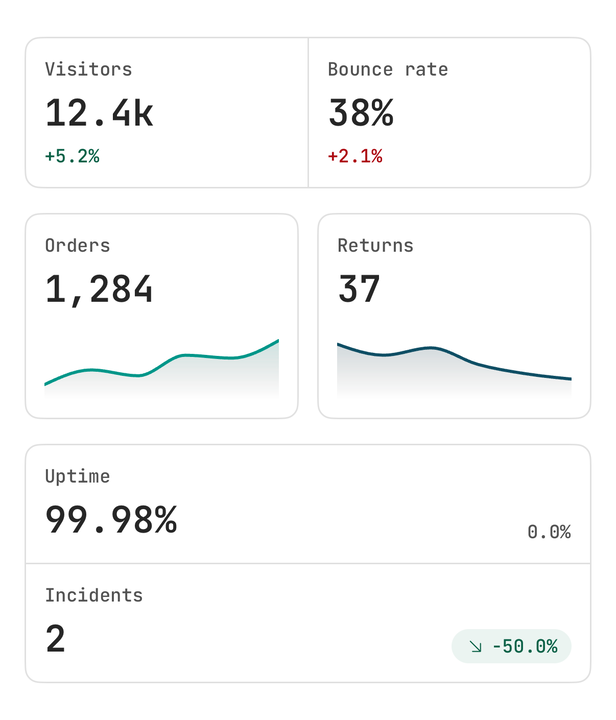 Visitors
12.4k
+5.2%
Bounce rate
38%
+2.1%
Orders
1,284
Returns
37
Uptime
99.98%
0.0%
Incidents
2
↘ -50.0%